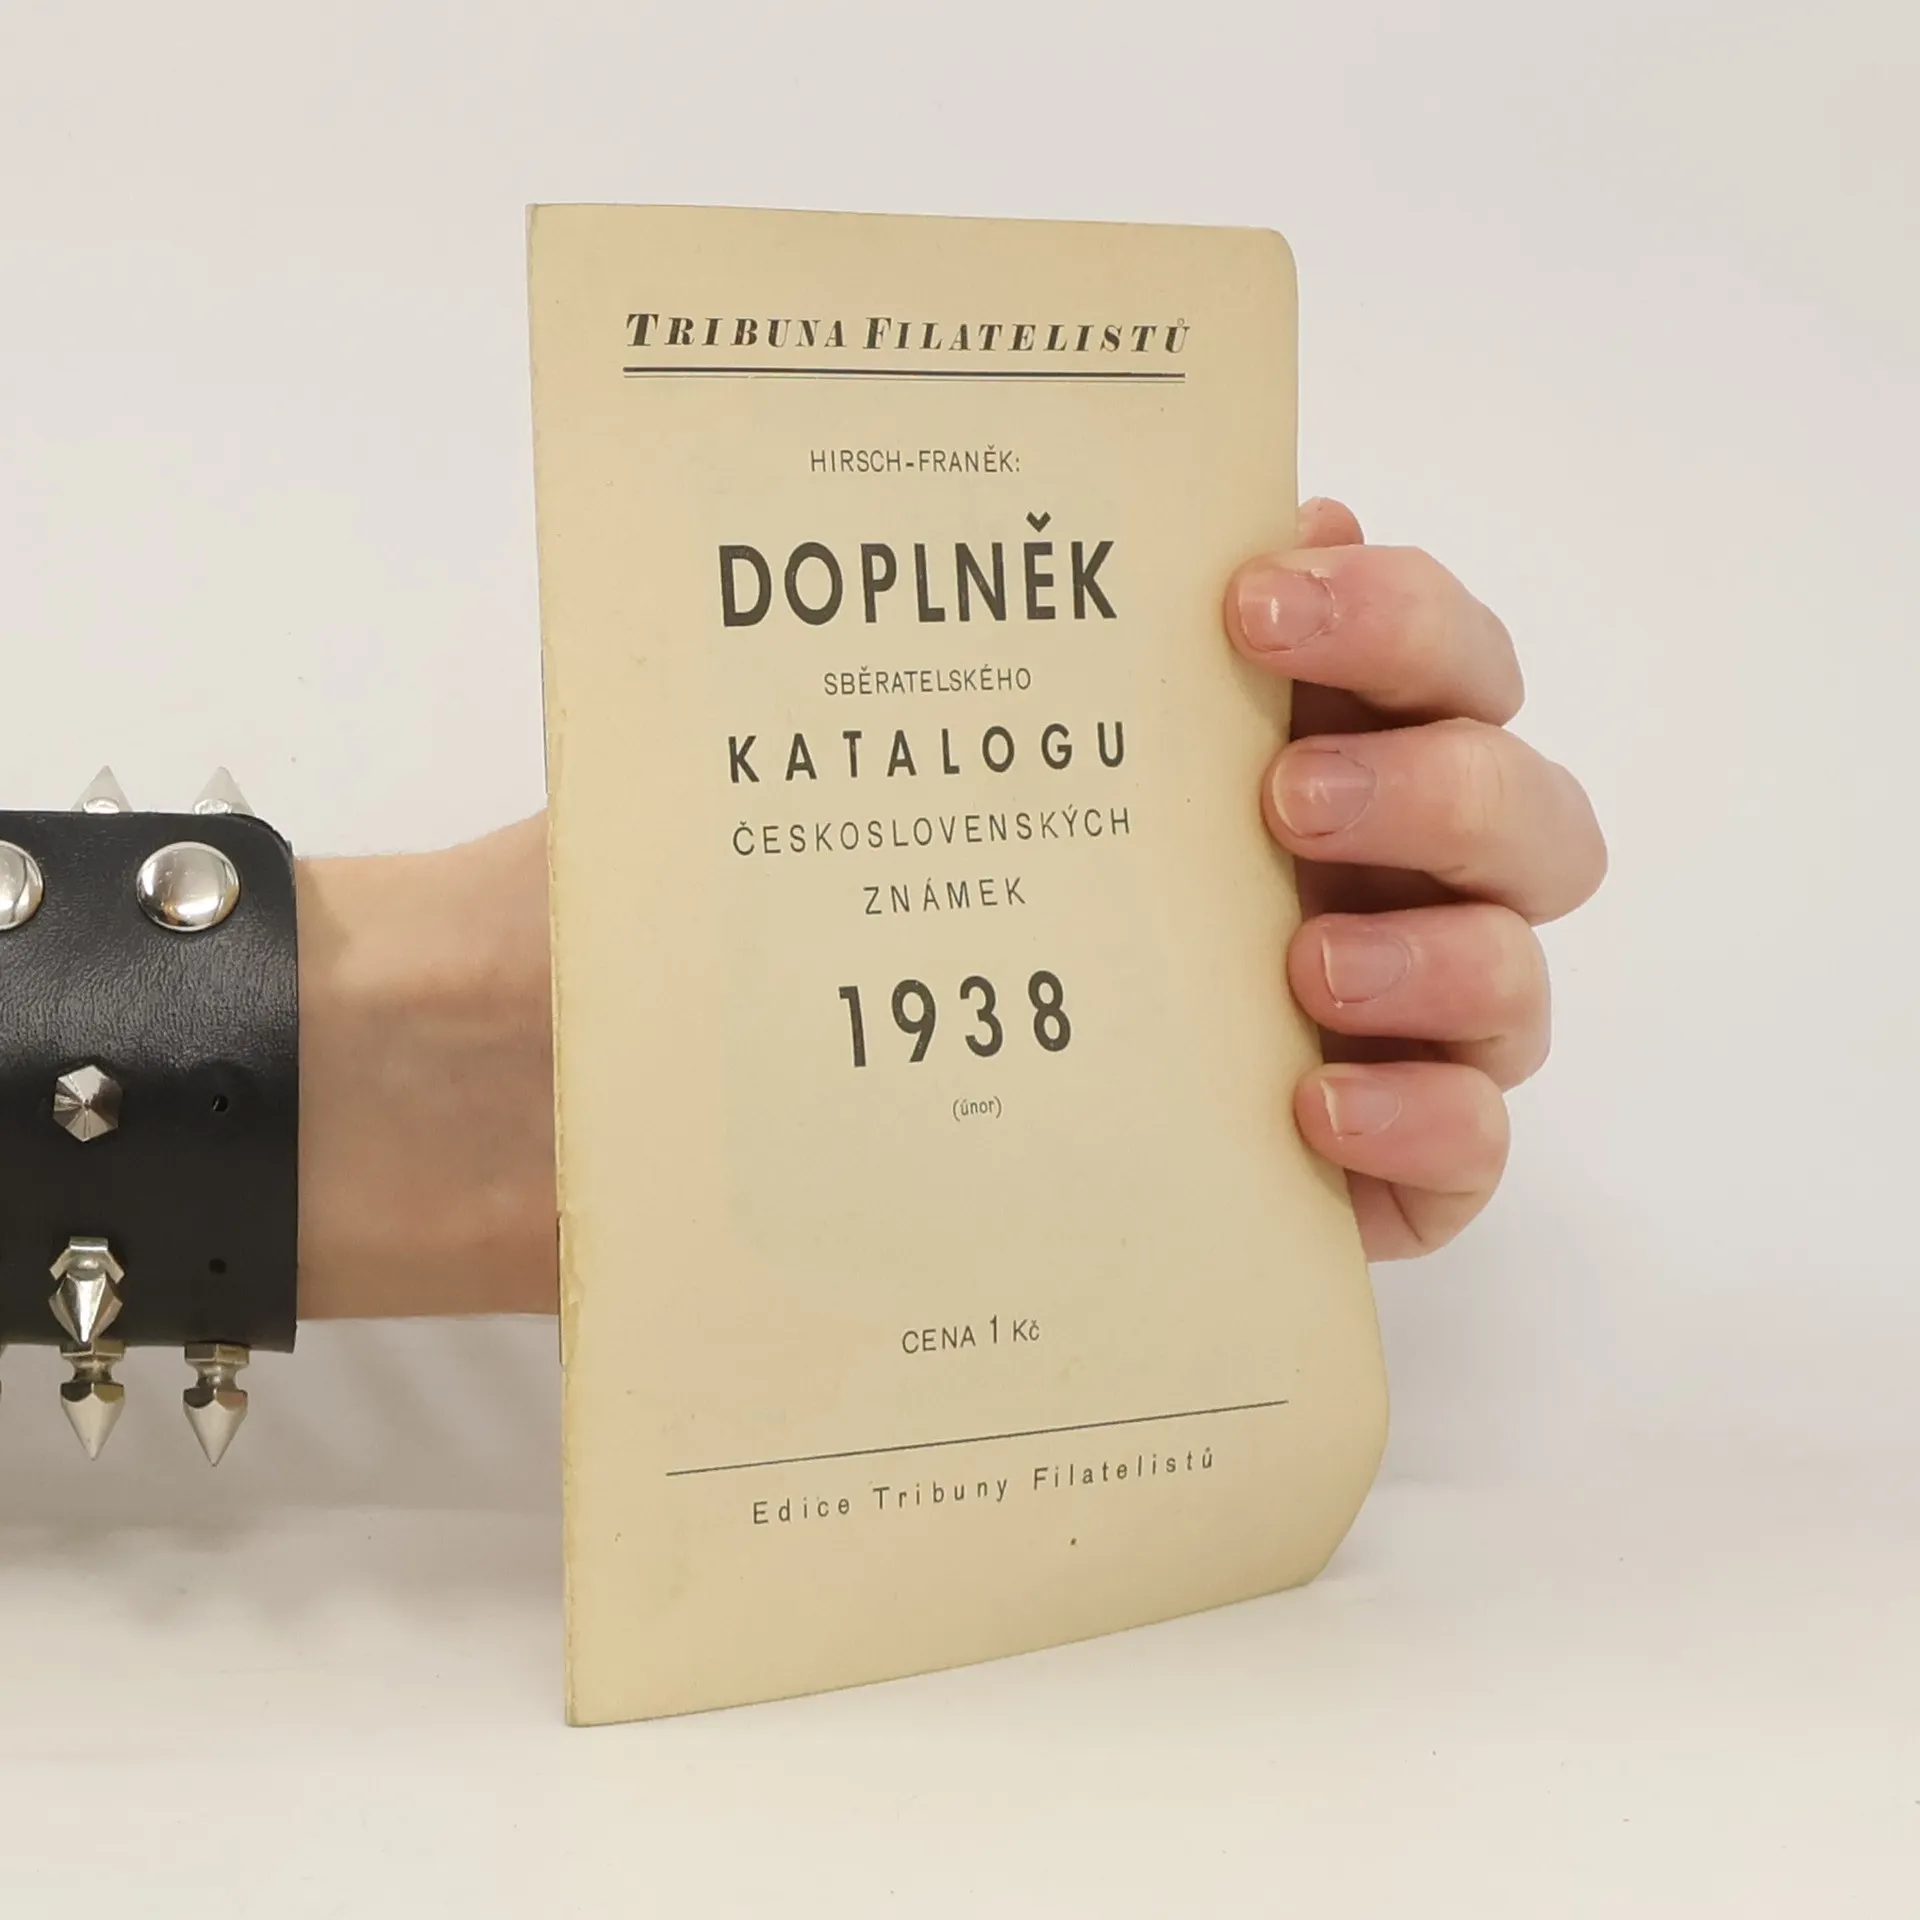 TRIBUNA FILATELISTŮ
HIRSCH-FRANĚK:
DOPLNĚK
SBĚRATELSKÉHO
KATALOGU
ČESKOSLOVENSKÝCH
ZNÁMEK
1938
(únor)
CENA 1 Kč
Edice Tribuny Filatelistů